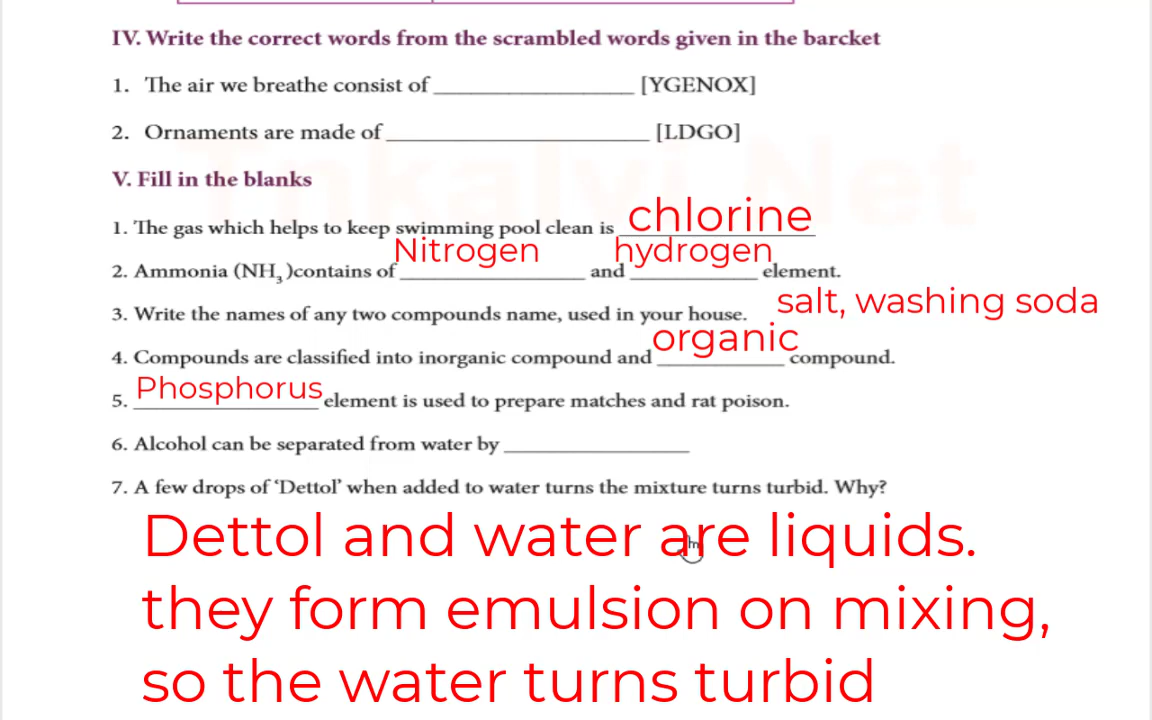 IV. Write the correct words from the scrambled words given in the barcket
1. The air we breathe consist of ____________________ [YGENOX]
2. Ornaments are made of __________________________ [LDGO]
Tnkalvi.Net
V. Fill in the blanks
1. The gas which helps to keep swimming pool clean is chlorine
2. Ammonia (NH₃ )contains of Nitrogen and hydrogen element.
3. Write the names of any two compounds name, used in your house. salt, washing soda
4. Compounds are classified into inorganic compound and organic compound.
5. Phosphorus element is used to prepare matches and rat poison.
6. Alcohol can be separated from water by ___________________
7. A few drops of ‘Dettol’ when added to water turns the mixture turns turbid. Why?
Dettol and water are liquids.
they form emulsion on mixing,
so the water turns turbid